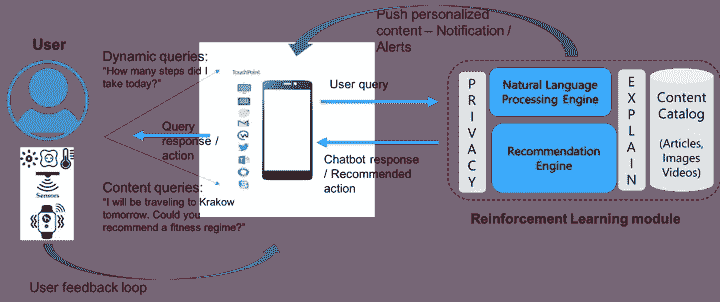 User
Dynamic queries:
"How many steps did I
take today?"
Query
response /
action
Content queries:
"I will be traveling to Krakow
tomorrow. Could you
recommend a fitness regime?"
Sensors
User feedback loop
TouchPoint
Push personalized
content – Notification /
Alerts
User query
Chatbot response
/ Recommended
action
PRIVACY
Natural Language
Processing Engine
Recommendation
Engine
EXPLAIN
Content
Catalog
(Articles,
Images
Videos)
Reinforcement Learning module